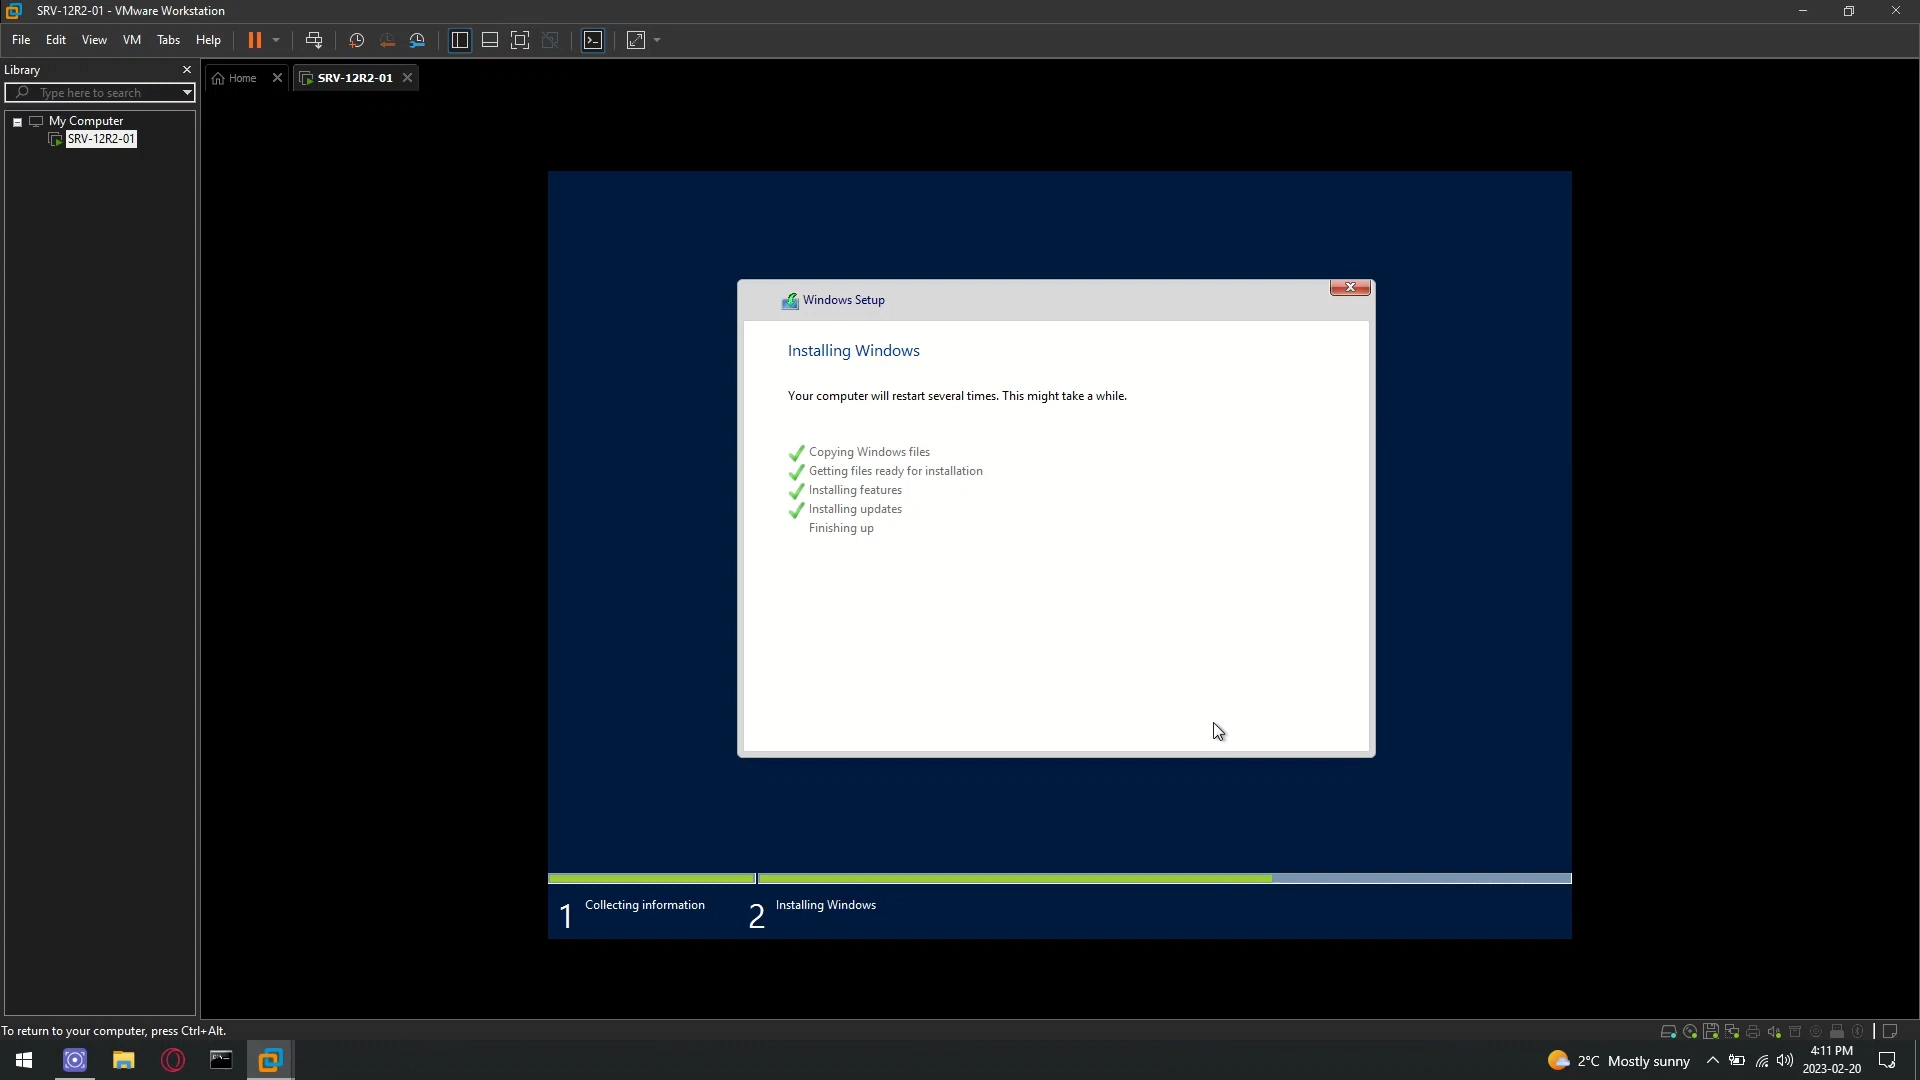 SRV-12R2-01 - VMware Workstation
File Edit View VM Tabs Help
Library
Home
SRV-12R2-01
Type here to search
My Computer
SRV-12R2-01
Windows Setup
Installing Windows
Your computer will restart several times. This might take a while.
Copying Windows files
Getting files ready for installation
Installing features
Installing updates
Finishing up
1 Collecting information
2 Installing Windows
To return to your computer, press Ctrl+Alt.
2°C Mostly sunny
4:11 PM
2023-02-20